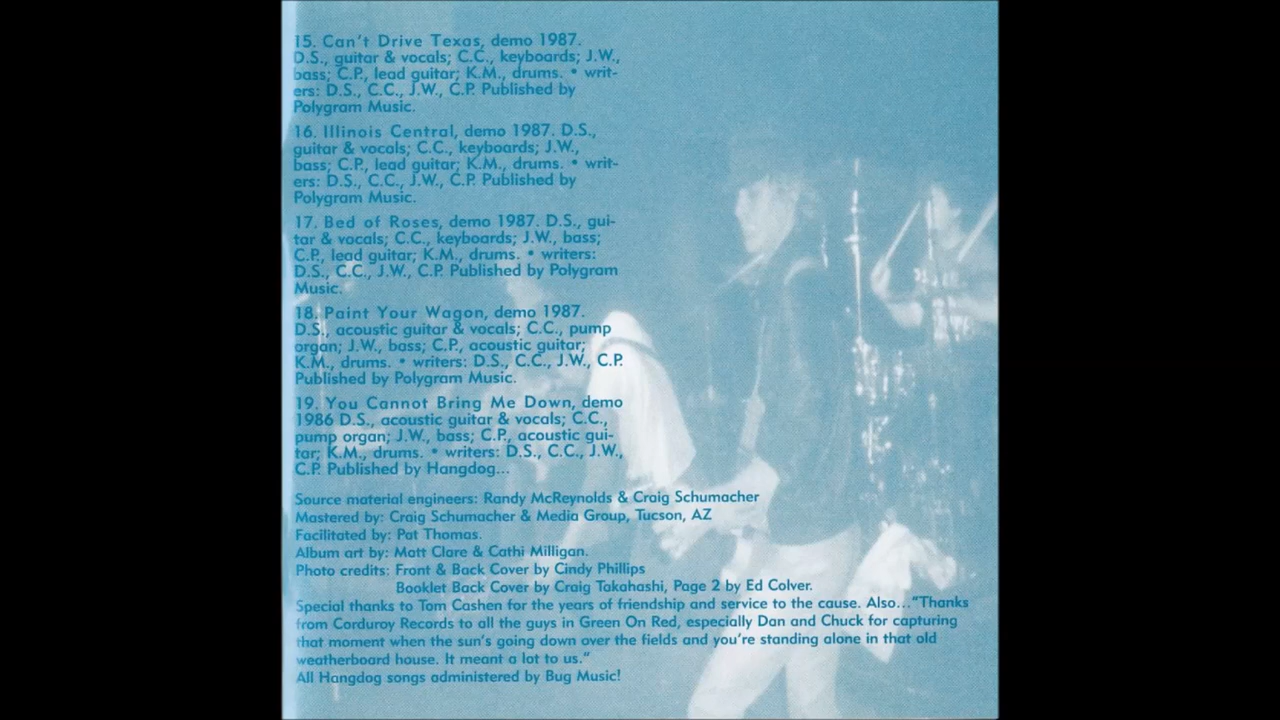 15. Can't Drive Texas, demo 1987.
D.S., guitar & vocals; C.C., keyboards; J.W.,
bass; C.P., lead guitar; K.M., drums. • writ-
ers: D.S., C.C., J.W., C.P. Published by
Polygram Music.
16. Illinois Central, demo 1987. D.S.,
guitar & vocals; C.C., keyboards; J.W.,
bass; C.P., lead guitar; K.M., drums. • writ-
ers: D.S., C.C., J.W., C.P. Published by
Polygram Music.
17. Bed of Roses, demo 1987. D.S., gui-
tar & vocals; C.C., keyboards; J.W., bass;
C.P., lead guitar; K.M., drums. • writers:
D.S., C.C., J.W., C.P. Published by Polygram
Music.
18. Paint Your Wagon, demo 1987.
D.S., acoustic guitar & vocals; C.C., pump
organ; J.W., bass; C.P., acoustic guitar;
K.M., drums. • writers: D.S., C.C., J.W., C.P.
Published by Polygram Music.
19. You Cannot Bring Me Down, demo
1986 D.S., acoustic guitar & vocals; C.C.,
pump organ; J.W., bass; C.P., acoustic gui-
tar; K.M., drums. • writers: D.S., C.C., J.W.,
C.P. Published by Hangdog...
Source material engineers: Randy McReynolds & Craig Schumacher
Mastered by: Craig Schumacher & Media Group, Tucson, AZ
Facilitated by: Pat Thomas.
Album art by: Matt Clare & Cathi Milligan.
Photo credits: Front & Back Cover by Cindy Phillips
Booklet Back Cover by Craig Takahashi, Page 2 by Ed Colver.
Special thanks to Tom Cashen for the years of friendship and service to the cause. Also..."Thanks
from Corduroy Records to all the guys in Green On Red, especially Dan and Chuck for capturing
that moment when the sun's going down over the fields and you're standing alone in that old
weatherboard house. It meant a lot to us."
All Hangdog songs administered by Bug Music!